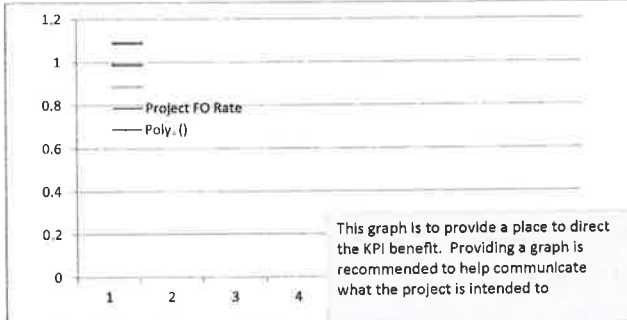 1.2
1
0.8
0.6
0.4
0.2
0
Project FO Rate
Poly. ()
1 2 3 4
This graph is to provide a place to direct
the KPI benefit. Providing a graph is
recommended to help communicate
what the project is intended to